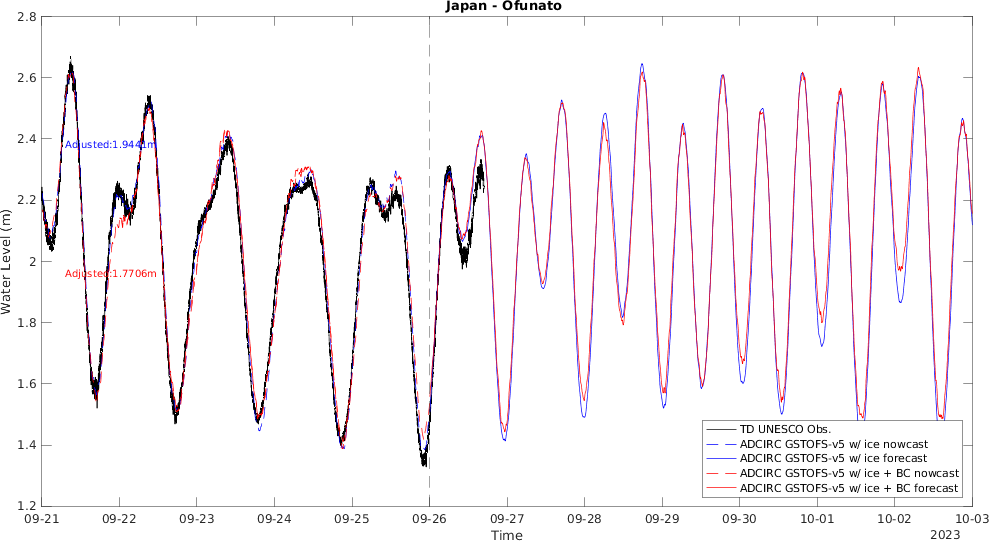 Japan - Ofunato
2.8
2.6
2.4
2.2
2
1.8
1.6
1.4
1.2
Water Level (m)
Adjusted:1.9441m
Adjusted:1.7706m
TD UNESCO Obs.
ADCIRC GSTOFS-v5 w/ ice nowcast
ADCIRC GSTOFS-v5 w/ ice forecast
ADCIRC GSTOFS-v5 w/ ice + BC nowcast
ADCIRC GSTOFS-v5 w/ ice + BC forecast
09-21 09-22 09-23 09-24 09-25 09-26 09-27 09-28 09-29 09-30 10-01 10-02 10-03
Time
2023